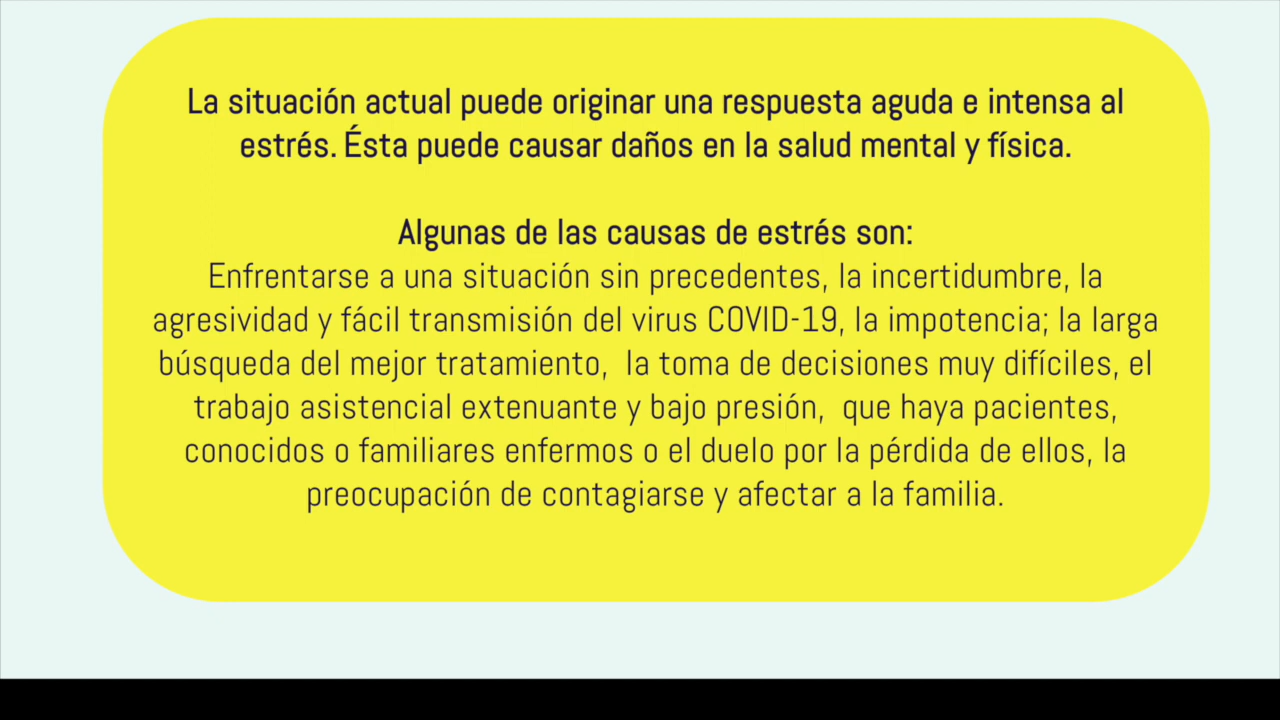 La situación actual puede originar una respuesta aguda e intensa al
estrés. Ésta puede causar daños en la salud mental y física.
Algunas de las causas de estrés son:
Enfrentarse a una situación sin precedentes, la incertidumbre, la
agresividad y fácil transmisión del virus COVID-19, la impotencia; la larga
búsqueda del mejor tratamiento, la toma de decisiones muy difíciles, el
trabajo asistencial extenuante y bajo presión, que haya pacientes,
conocidos o familiares enfermos o el duelo por la pérdida de ellos, la
preocupación de contagiarse y afectar a la familia.